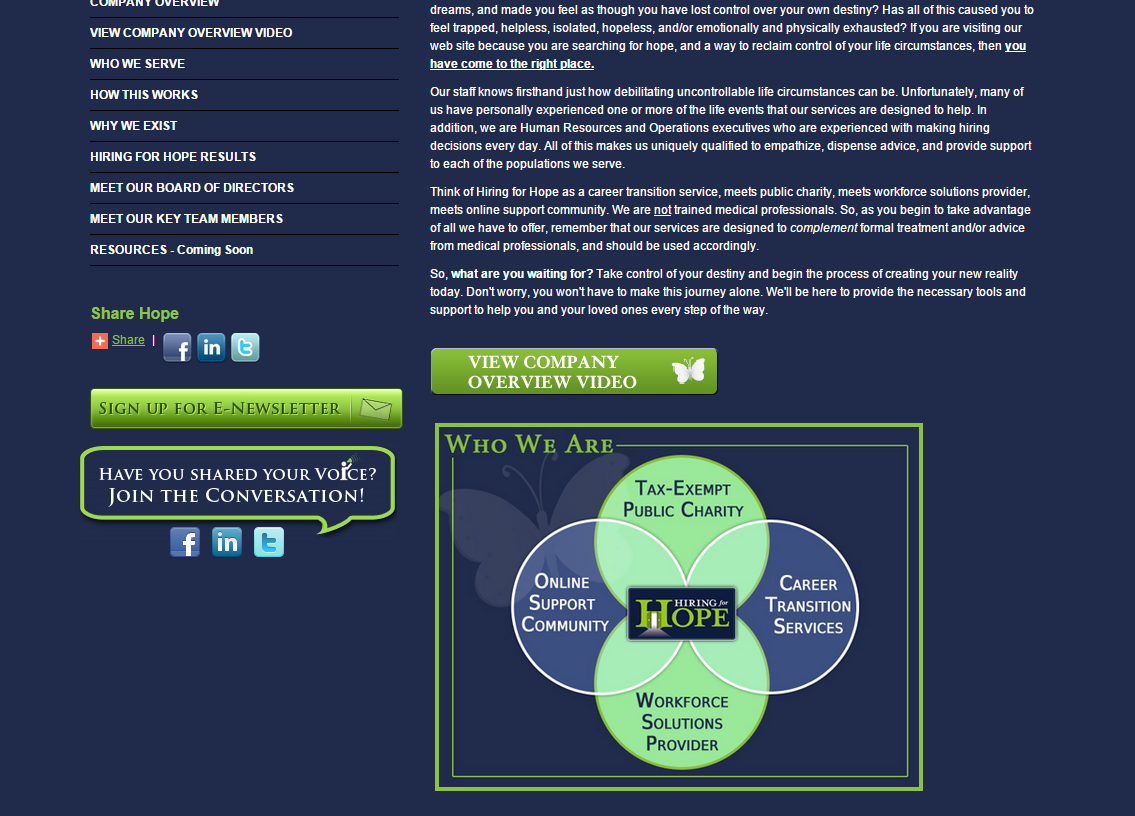 COMPANY OVERVIEW
VIEW COMPANY OVERVIEW VIDEO
WHO WE SERVE
HOW THIS WORKS
WHY WE EXIST
HIRING FOR HOPE RESULTS
MEET OUR BOARD OF DIRECTORS
MEET OUR KEY TEAM MEMBERS
RESOURCES - Coming Soon
Share Hope
Share |
SIGN UP FOR E-NEWSLETTER
HAVE YOU SHARED YOUR VOICE?
JOIN THE CONVERSATION!
dreams, and made you feel as though you have lost control over your own destiny? Has all of this caused you to
feel trapped, helpless, isolated, hopeless, and/or emotionally and physically exhausted? If you are visiting our
web site because you are searching for hope, and a way to reclaim control of your life circumstances, then you
have come to the right place.
Our staff knows firsthand just how debilitating uncontrollable life circumstances can be. Unfortunately, many of
us have personally experienced one or more of the life events that our services are designed to help. In
addition, we are Human Resources and Operations executives who are experienced with making hiring
decisions every day. All of this makes us uniquely qualified to empathize, dispense advice, and provide support
to each of the populations we serve.
Think of Hiring for Hope as a career transition service, meets public charity, meets workforce solutions provider,
meets online support community. We are not trained medical professionals. So, as you begin to take advantage
of all we have to offer, remember that our services are designed to complement formal treatment and/or advice
from medical professionals, and should be used accordingly.
So, what are you waiting for? Take control of your destiny and begin the process of creating your new reality
today. Don't worry, you won't have to make this journey alone. We'll be here to provide the necessary tools and
support to help you and your loved ones every step of the way.
VIEW COMPANY
OVERVIEW VIDEO
WHO WE ARE
TAX-EXEMPT
PUBLIC CHARITY
ONLINE
SUPPORT
COMMUNITY
HIRING for
HOPE
CAREER
TRANSITION
SERVICES
WORKFORCE
SOLUTIONS
PROVIDER